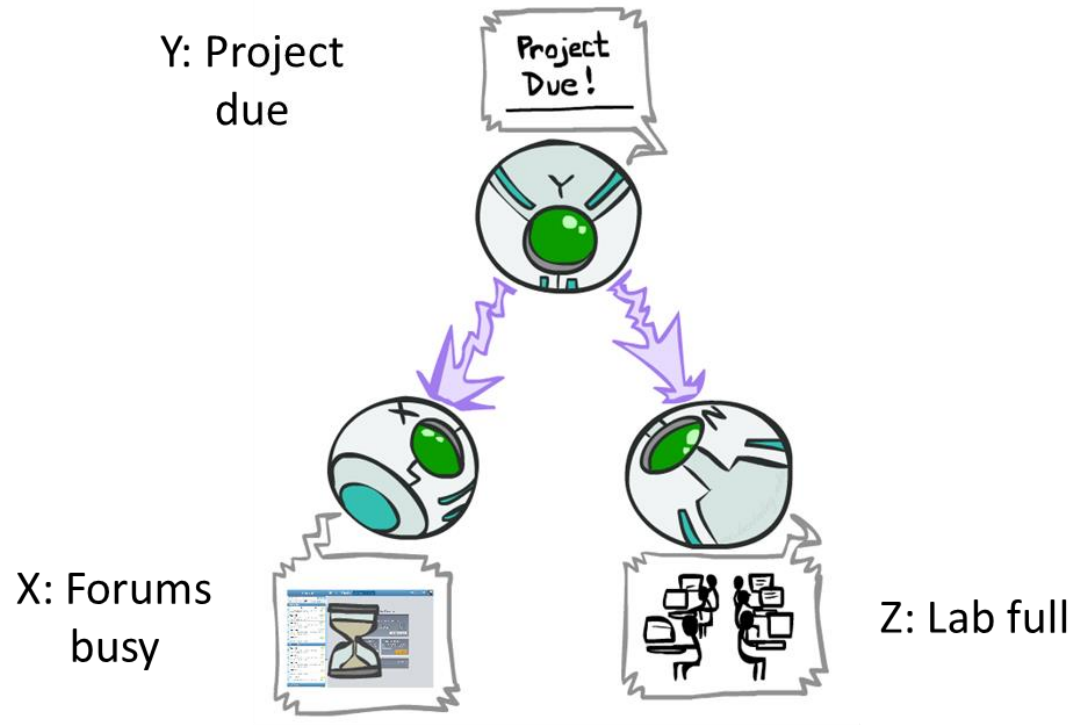 Y: Project
due
Project
Due!
Y
X
Z
X: Forums
busy
Z: Lab full